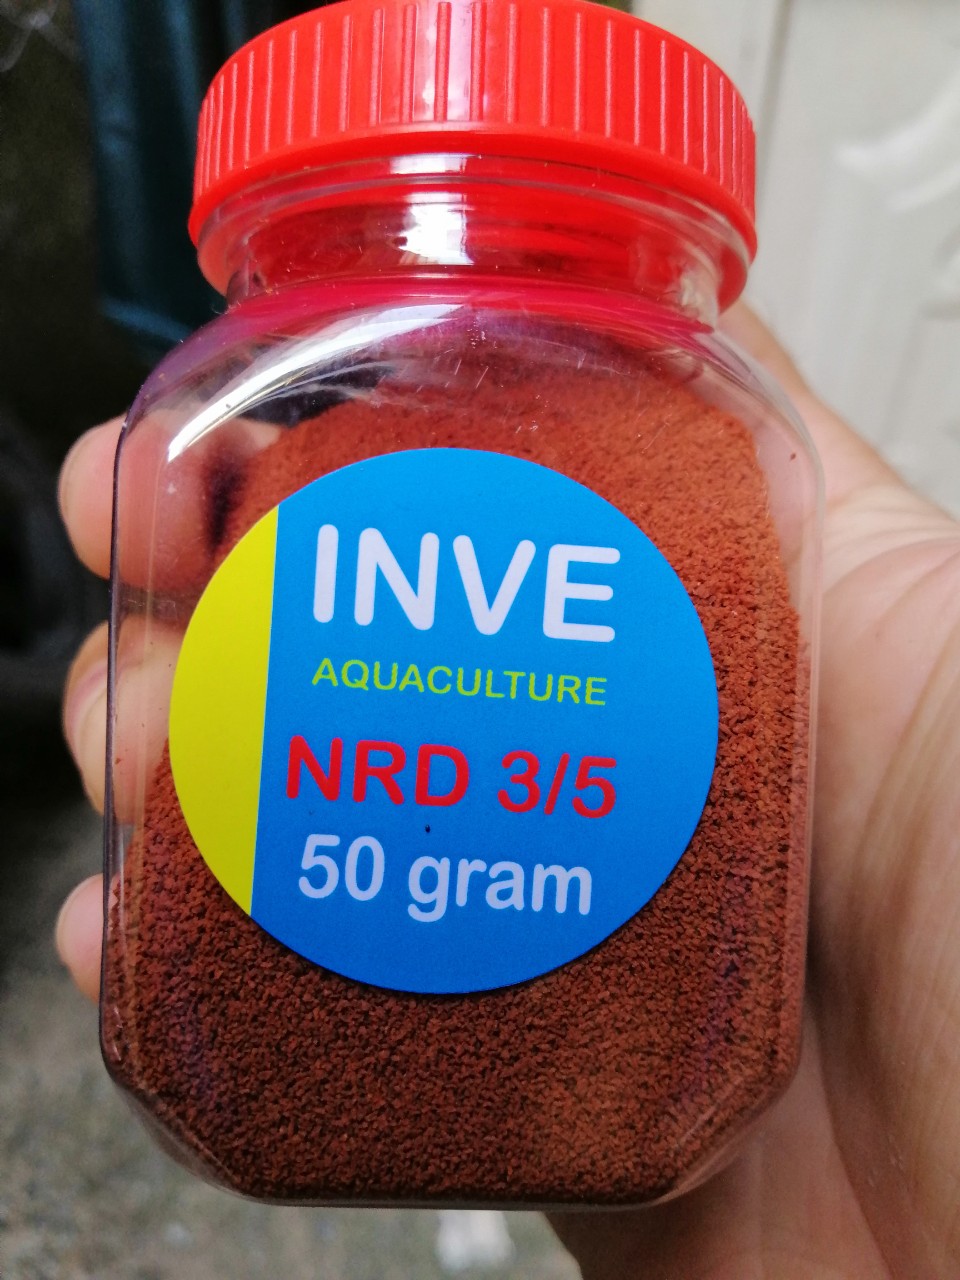 INVE
AQUACULTURE
NRD 3/5
50 gram